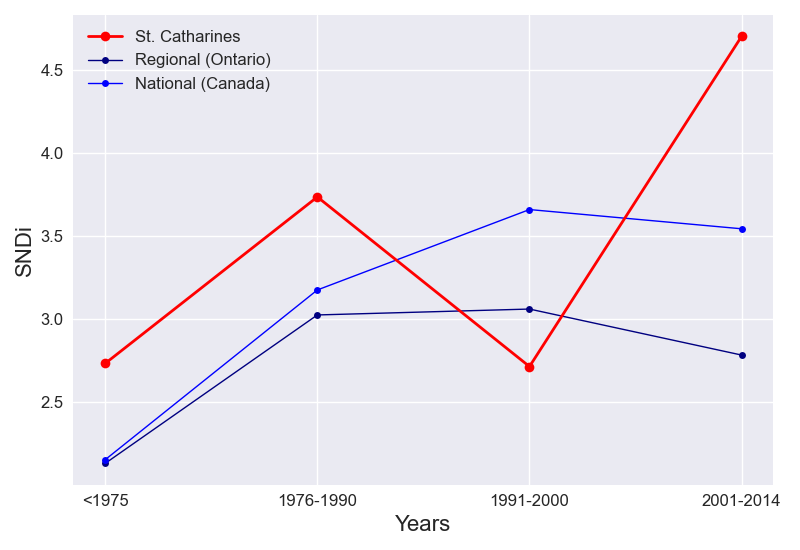 St. Catharines
Regional (Ontario)
National (Canada)
4.5
4.0
3.5
3.0
2.5
SNDi
<1975 1976-1990 1991-2000 2001-2014
Years